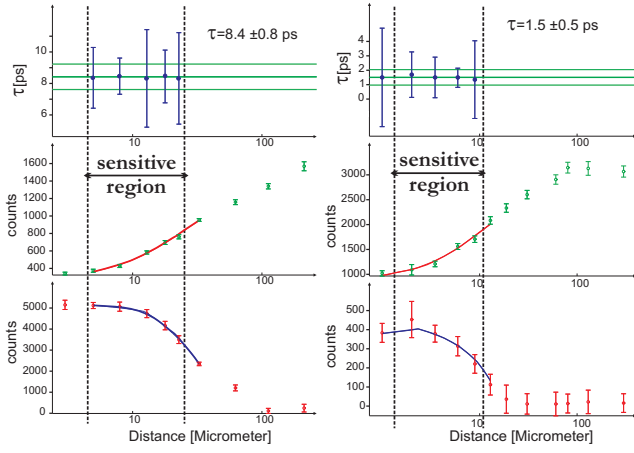 τ=8.4 ±0.8 ps
τ[ps]
10
8
6
10
100
sensitive
region
counts
1600
1400
1200
1000
800
600
400
counts
5000
4000
3000
2000
1000
0
10
100
Distance [Micrometer]
τ=1.5 ±0.5 ps
τ[ps]
4
3
2
1
0
10
100
sensitive
region
counts
3000
2000
1000
counts
400
300
200
100
0
10
100
Distance [Micrometer]